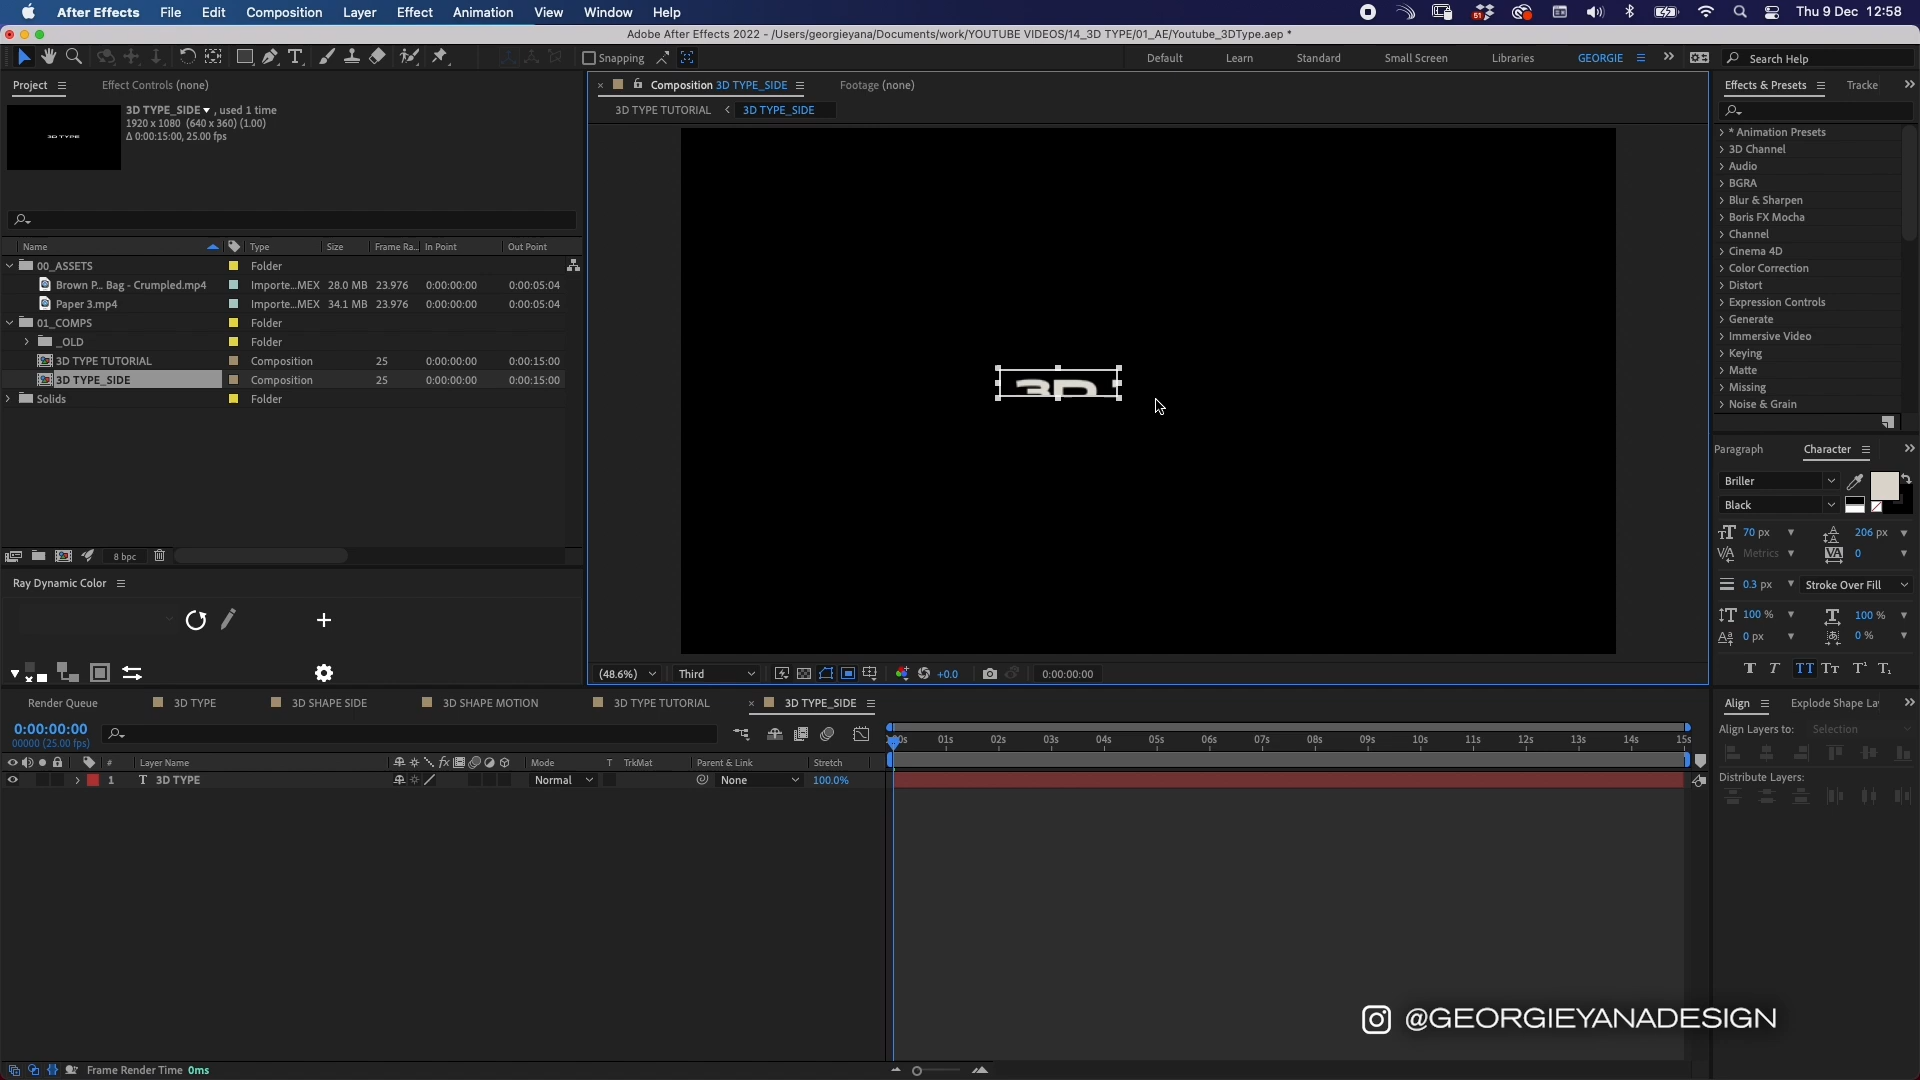 After Effects File Edit Composition Layer Effect Animation View Window Help
51
Thu 9 Dec 12:58
Adobe After Effects 2022 - /Users/georgieyana/Documents/work/YOUTUBE VIDEOS/14_3D TYPE/01_AE/Youtube_3DType.aep *
Snapping
Default Learn Standard Small Screen Libraries GEORGIE Search Help
Project Effect Controls (none)
3D TYPE_SIDE , used 1 time
1920 x 1080 (640 x 360) (1.00)
Δ 0:00:15:00, 25.00 fps
3D TYPE
Name Type Size Frame Ra... In Point Out Point
00_ASSETS Folder
Brown P... Bag - Crumpled.mp4 Importe...MEX 28.0 MB 23.976 0:00:00:00 0:00:05:04
Paper 3.mp4 Importe...MEX 34.1 MB 23.976 0:00:00:00 0:00:05:04
01_COMPS Folder
_OLD Folder
3D TYPE TUTORIAL Composition 25 0:00:00:00 0:00:15:00
3D TYPE_SIDE Composition 25 0:00:00:00 0:00:15:00
Solids Folder
8 bpc
Ray Dynamic Color
Composition 3D TYPE_SIDE Footage (none)
3D TYPE TUTORIAL < 3D TYPE_SIDE
3D
(48.6%) Third +0.0 0:00:00:00
Effects & Presets Tracke
* Animation Presets
3D Channel
Audio
BGRA
Blur & Sharpen
Boris FX Mocha
Channel
Cinema 4D
Color Correction
Distort
Expression Controls
Generate
Immersive Video
Keying
Matte
Missing
Noise & Grain
Paragraph Character
Briller
Black
70 px 206 px
Metrics 0
0.3 px Stroke Over Fill
100 % 100 %
0 px 0 %
T T TT Tт T¹ T₁
Render Queue 3D TYPE 3D SHAPE SIDE 3D SHAPE MOTION 3D TYPE TUTORIAL 3D TYPE_SIDE
0:00:00:00
00000 (25.00 fps)
01s 02s 03s 04s 05s 06s 07s 08s 09s 10s 11s 12s 13s 14s 15s
# Layer Name fx Mode T TrkMat Parent & Link Stretch
1 T 3D TYPE Normal None 100.0%
Align Explode Shape La
Align Layers to: Selection
Distribute Layers:
@GEORGIEYANADESIGN
Frame Render Time 0ms